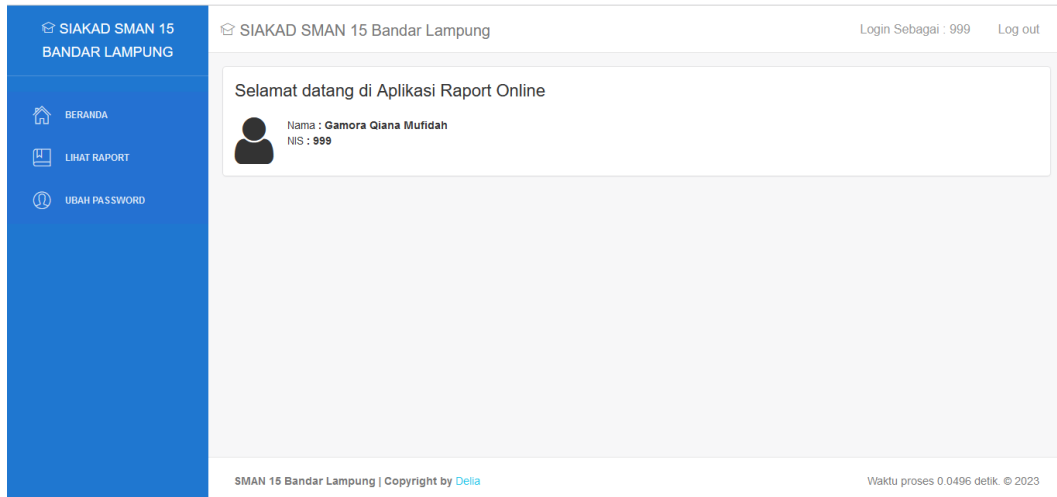 SIAKAD SMAN 15
BANDAR LAMPUNG
BERANDA
LIHAT RAPORT
UBAH PASSWORD
SIAKAD SMAN 15 Bandar Lampung
Login Sebagai : 999
Log out
Selamat datang di Aplikasi Raport Online
Nama : Gamora Qiana Mufidah
NIS : 999
SMAN 15 Bandar Lampung | Copyright by Delia
Waktu proses 0.0496 detik. © 2023